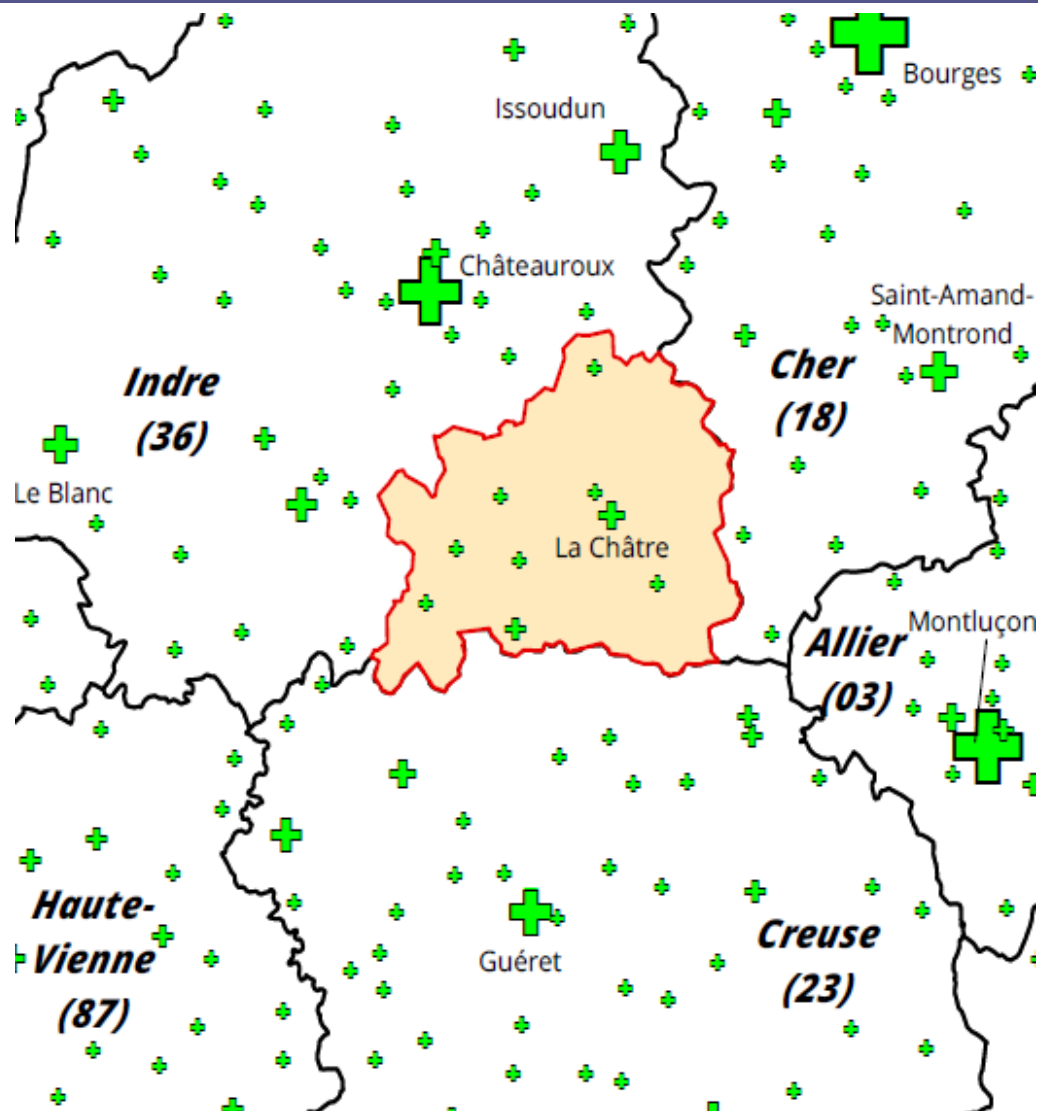 Bourges
Issoudun
Châteauroux
Saint-Amand-
Montrond
Indre
(36)
Cher
(18)
Le Blanc
La Châtre
Montluçon
Allier
(03)
Haute-
Vienne
(87)
Guéret
Creuse
(23)